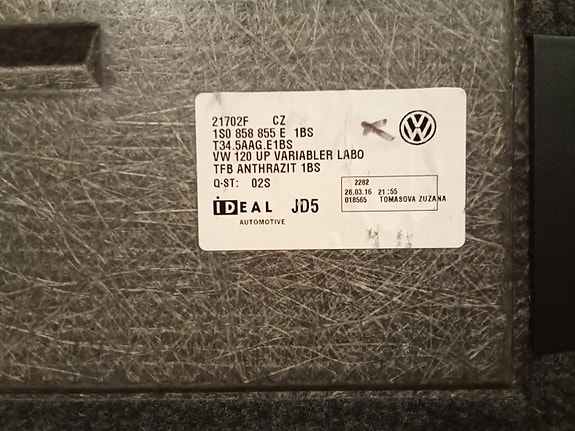 21702F CZ
1S0 858 855 E 1BS
T34.5AAG.E1BS
VW 120 UP VARIABLER LABO
TFB ANTHRAZIT 1BS
Q-ST: 02S
2282
28.03.16 21:55
018565 TOMASOVA ZUZANA
iDEAL JD5
AUTOMOTIVE